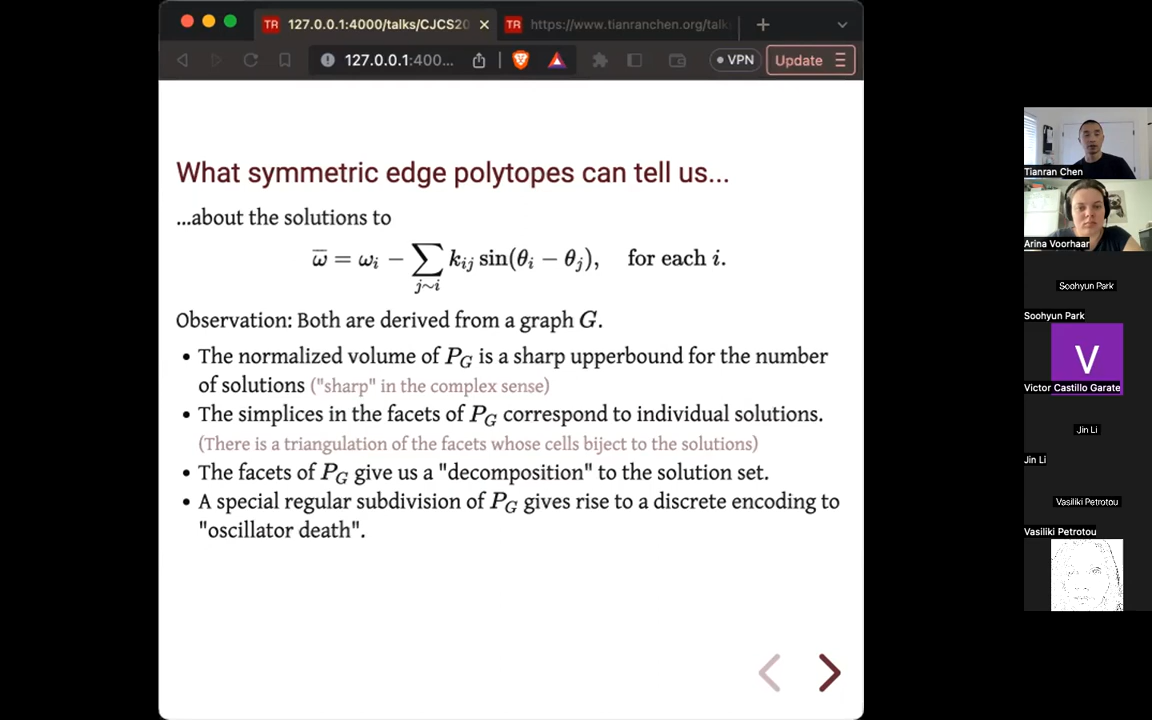 127.0.0.1:4000/talks/CJCS20
https://www.tianranchen.org/talk
127.0.0.1:400...
VPN
Update
What symmetric edge polytopes can tell us...
...about the solutions to
ω̅ = ωᵢ − ∑_{j∼i} kᵢⱼ sin(θᵢ − θⱼ), for each i.
Observation: Both are derived from a graph G.
• The normalized volume of P_G is a sharp upperbound for the number
of solutions ("sharp" in the complex sense)
• The simplices in the facets of P_G correspond to individual solutions.
(There is a triangulation of the facets whose cells biject to the solutions)
• The facets of P_G give us a "decomposition" to the solution set.
• A special regular subdivision of P_G gives rise to a discrete encoding to
"oscillator death".
Tianran Chen
Arina Voorhaar
Soohyun Park
Soohyun Park
V
Victor Castillo Garate
Jin Li
Jin Li
Vasiliki Petrotou
Vasiliki Petrotou